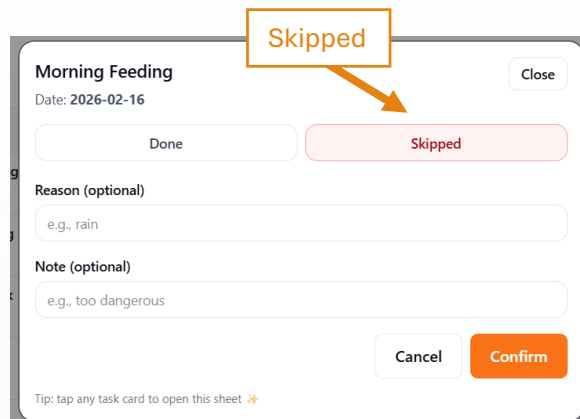 Skipped
Morning Feeding
Close
Date: 2026-02-16
Done
Skipped
Reason (optional)
e.g., rain
Note (optional)
e.g., too dangerous
Cancel
Confirm
Tip: tap any task card to open this sheet ✨